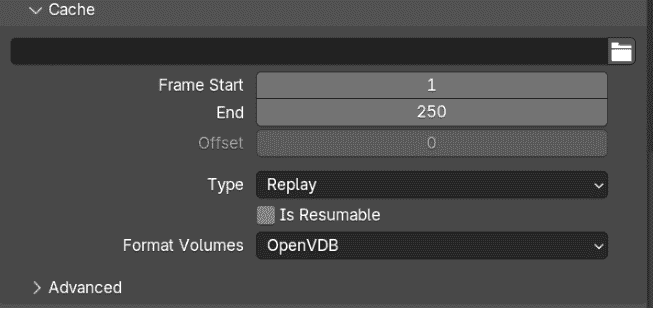 Cache
Frame Start 1
End 250
Offset 0
Type Replay
Is Resumable
Format Volumes OpenVDB
Advanced